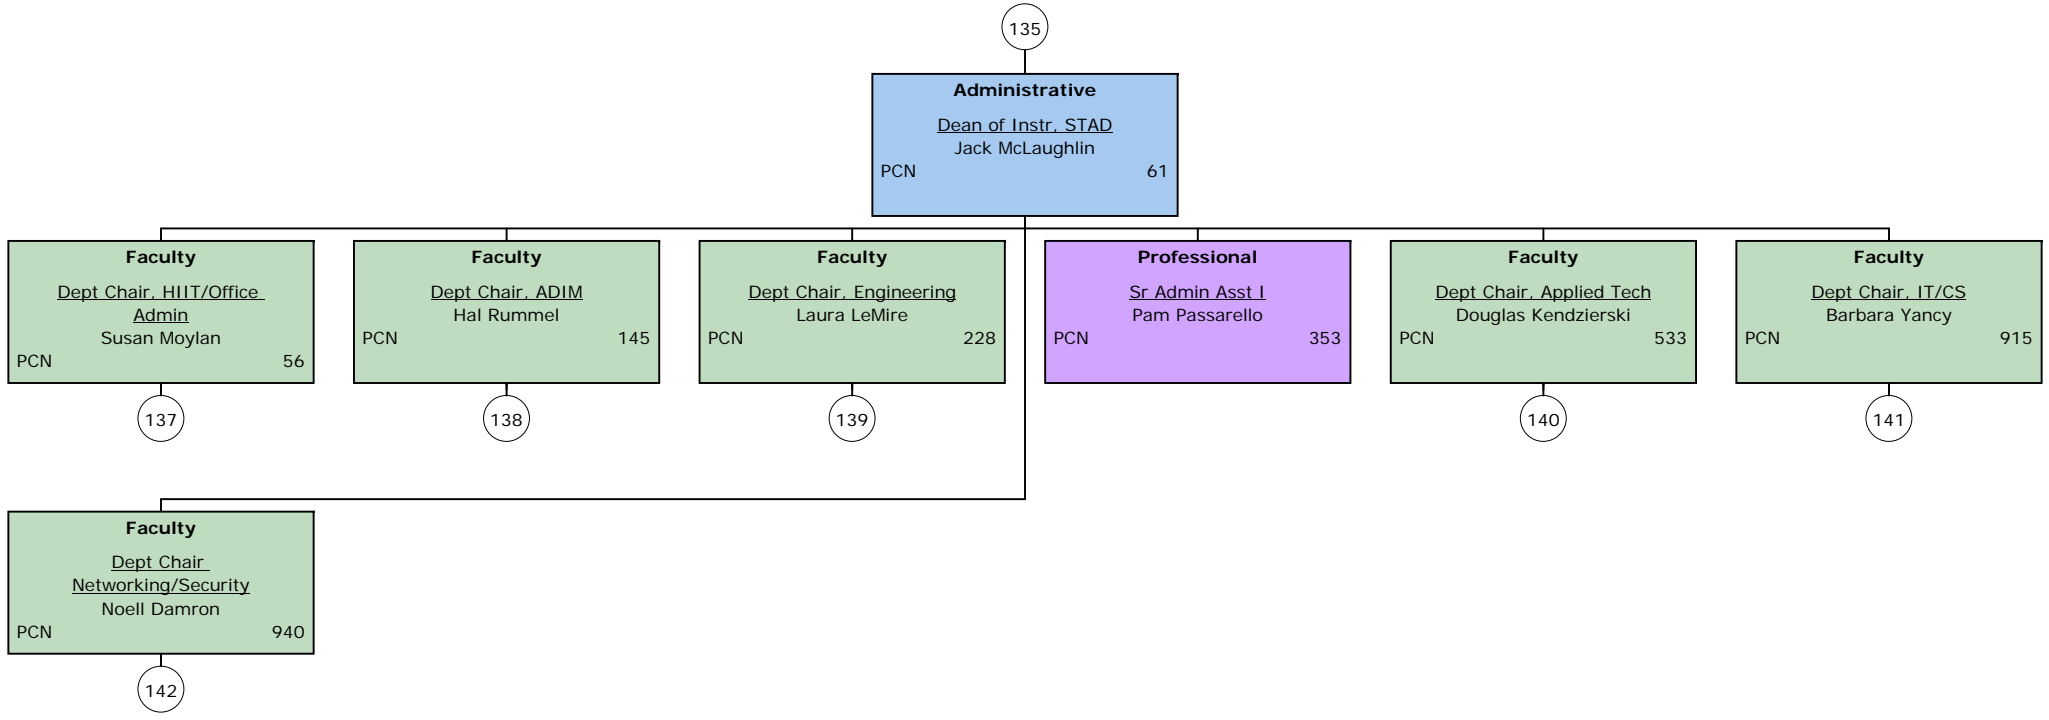 135
Administrative
Dean of Instr, STAD
Jack McLaughlin
PCN 61
Faculty
Dept Chair, HIIT/Office
Admin
Susan Moylan
PCN 56
137
Faculty
Dept Chair, ADIM
Hal Rummel
PCN 145
138
Faculty
Dept Chair, Engineering
Laura LeMire
PCN 228
139
Professional
Sr Admin Asst I
Pam Passarello
PCN 353
Faculty
Dept Chair, Applied Tech
Douglas Kendzierski
PCN 533
140
Faculty
Dept Chair, IT/CS
Barbara Yancy
PCN 915
141
Faculty
Dept Chair
Networking/Security
Noell Damron
PCN 940
142